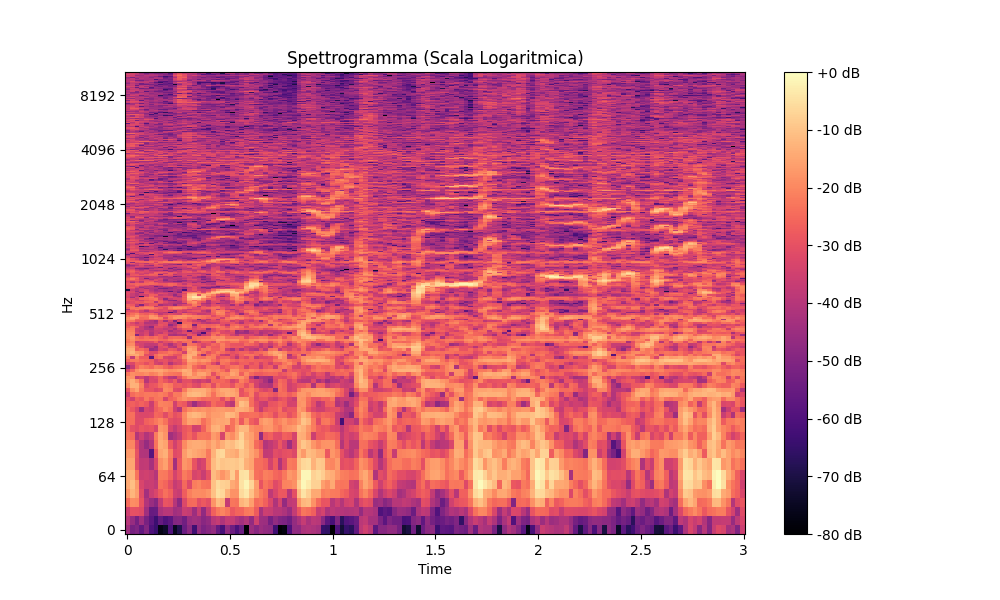 Spettrogramma (Scala Logaritmica)
Hz
8192
4096
2048
1024
512
256
128
64
0
0
0.5
1
1.5
2
2.5
3
Time
+0 dB
-10 dB
-20 dB
-30 dB
-40 dB
-50 dB
-60 dB
-70 dB
-80 dB